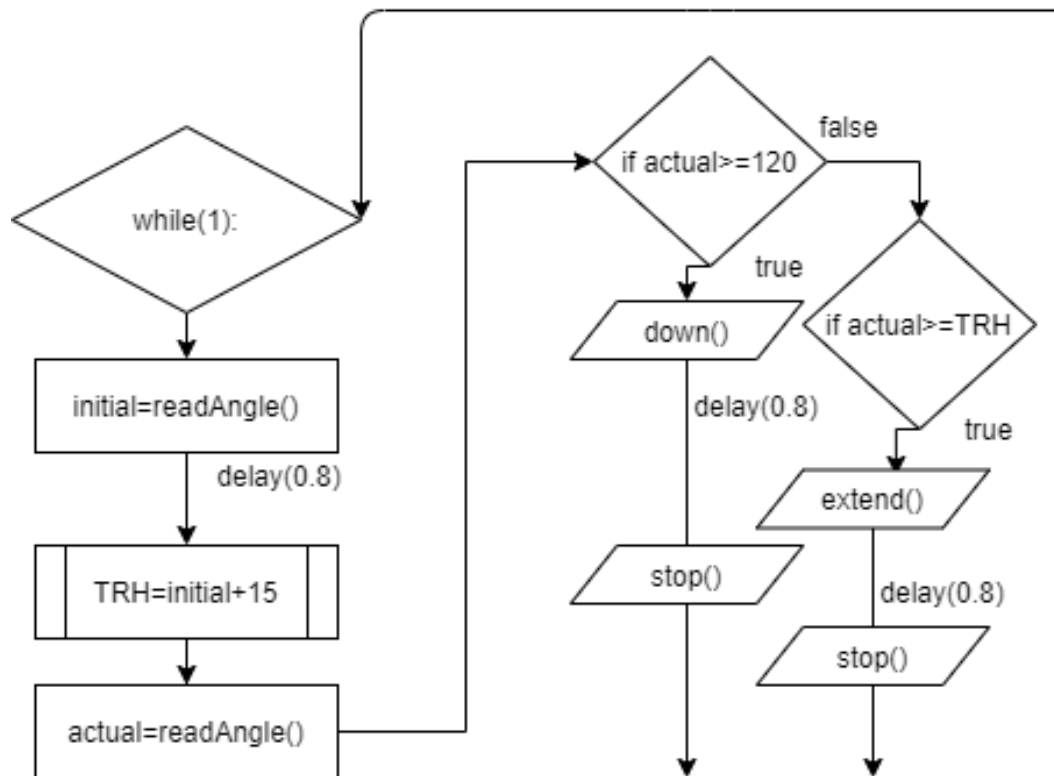 while(1):
initial=readAngle()
delay(0.8)
TRH=initial+15
actual=readAngle()
if actual>=120
false
true
down()
delay(0.8)
stop()
if actual>=TRH
true
extend()
delay(0.8)
stop()